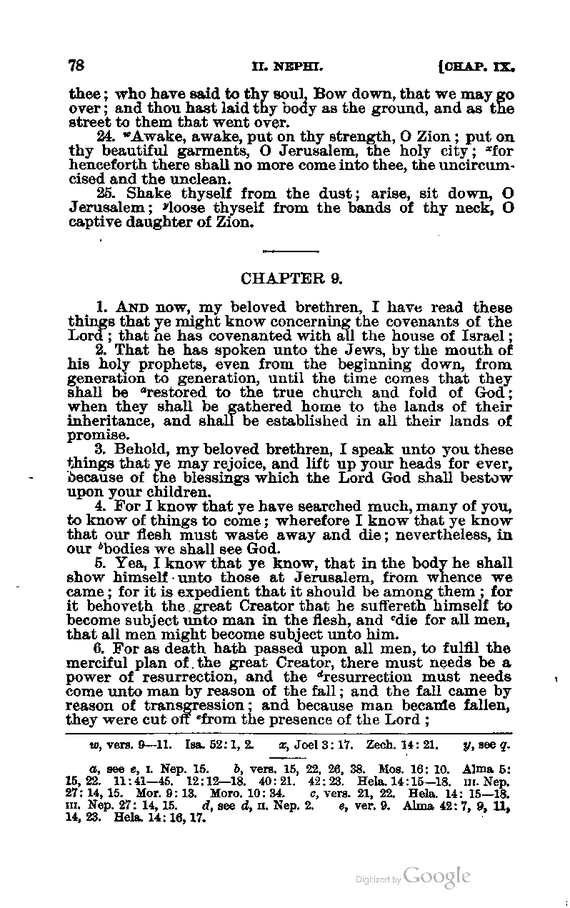 78 II. NEPHI. [CHAP. IX.
thee; who have said to thy soul, Bow down, that we may go
over; and thou hast laid thy body as the ground, and as the
street to them that went over.
24. ʷAwake, awake, put on thy strength, O Zion; put on
thy beautiful garments, O Jerusalem, the holy city; ˣfor
henceforth there shall no more come into thee, the uncircum-
cised and the unclean.
25. Shake thyself from the dust; arise, sit down, O
Jerusalem; ʸloose thyself from the bands of thy neck, O
captive daughter of Zion.
CHAPTER 9.
1. AND now, my beloved brethren, I have read these
things that ye might know concerning the covenants of the
Lord; that he has covenanted with all the house of Israel;
2. That he has spoken unto the Jews, by the mouth of
his holy prophets, even from the beginning down, from
generation to generation, until the time comes that they
shall be ᵃrestored to the true church and fold of God;
when they shall be gathered home to the lands of their
inheritance, and shall be established in all their lands of
promise.
3. Behold, my beloved brethren, I speak unto you these
things that ye may rejoice, and lift up your heads for ever,
because of the blessings which the Lord God shall bestow
upon your children.
4. For I know that ye have searched much, many of you,
to know of things to come; wherefore I know that ye know
that our flesh must waste away and die; nevertheless, in
our ᵇbodies we shall see God.
5. Yea, I know that ye know, that in the body he shall
show himself unto those at Jerusalem, from whence we
came; for it is expedient that it should be among them; for
it behoveth the great Creator that he suffereth himself to
become subject unto man in the flesh, and ᶜdie for all men,
that all men might become subject unto him.
6. For as death hath passed upon all men, to fulfil the
merciful plan of the great Creator, there must needs be a
power of resurrection, and the ᵈresurrection must needs
come unto man by reason of the fall; and the fall came by
reason of transgression; and because man became fallen,
they were cut off ᵉfrom the presence of the Lord;
w, vers. 9—11. Isa. 52: 1, 2. x, Joel 3: 17. Zech. 14: 21. y, see q.
a, see e, I. Nep. 15. b, vers. 15, 22, 26, 38. Mos. 16: 10. Alma 5:
15, 22. 11: 41—45. 12: 12—18. 40: 21. 42: 23. Hela. 14: 15—18. III. Nep.
27: 14, 15. Mor. 9: 13. Moro. 10: 34. c, vers. 21, 22. Hela. 14: 15—18.
III. Nep. 27: 14, 15. d, see d, II. Nep. 2. e, ver. 9. Alma 42: 7, 9, 11,
14, 23. Hela. 14: 16, 17.
Digitized by Google